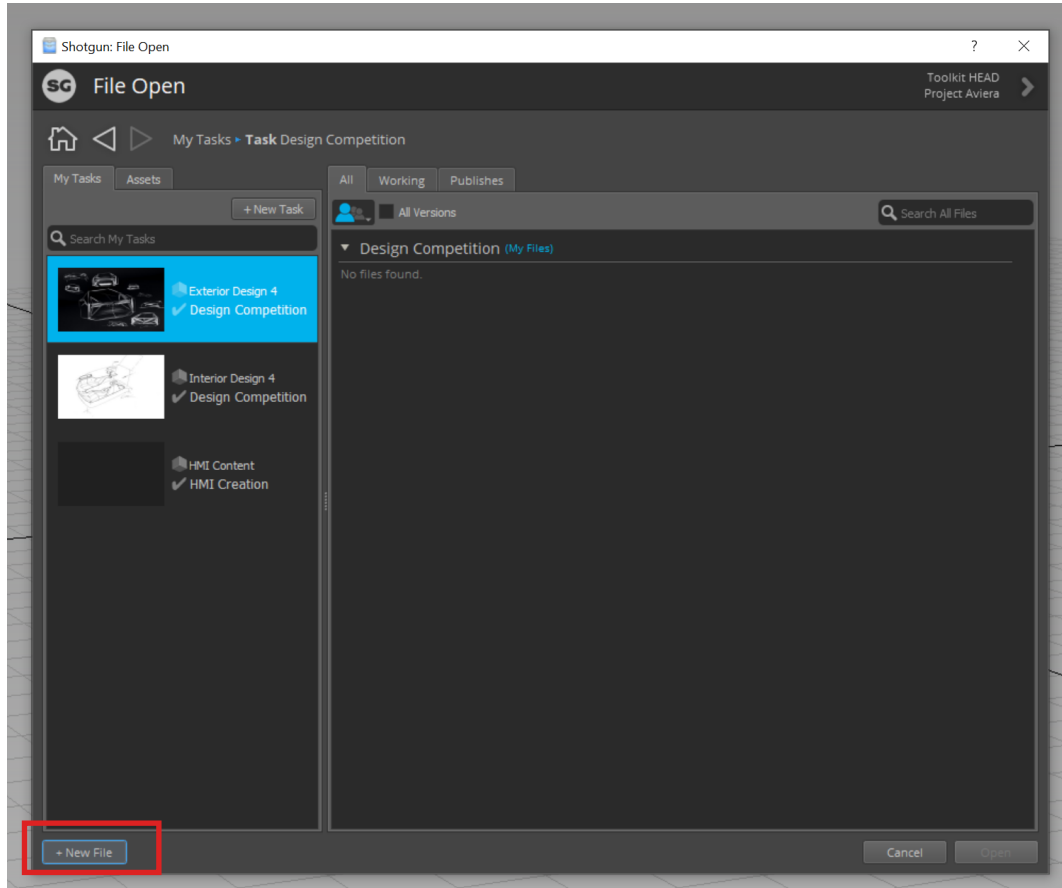 Shotgun: File Open
?
SG File Open
Toolkit HEAD
Project Aviera
My Tasks ▸ Task Design Competition
My Tasks Assets
All Working Publishes
+ New Task
All Versions
Search All Files
Search My Tasks
Design Competition (My Files)
No files found.
Exterior Design 4
Design Competition
Interior Design 4
Design Competition
HMI Content
HMI Creation
+ New File
Cancel
Open